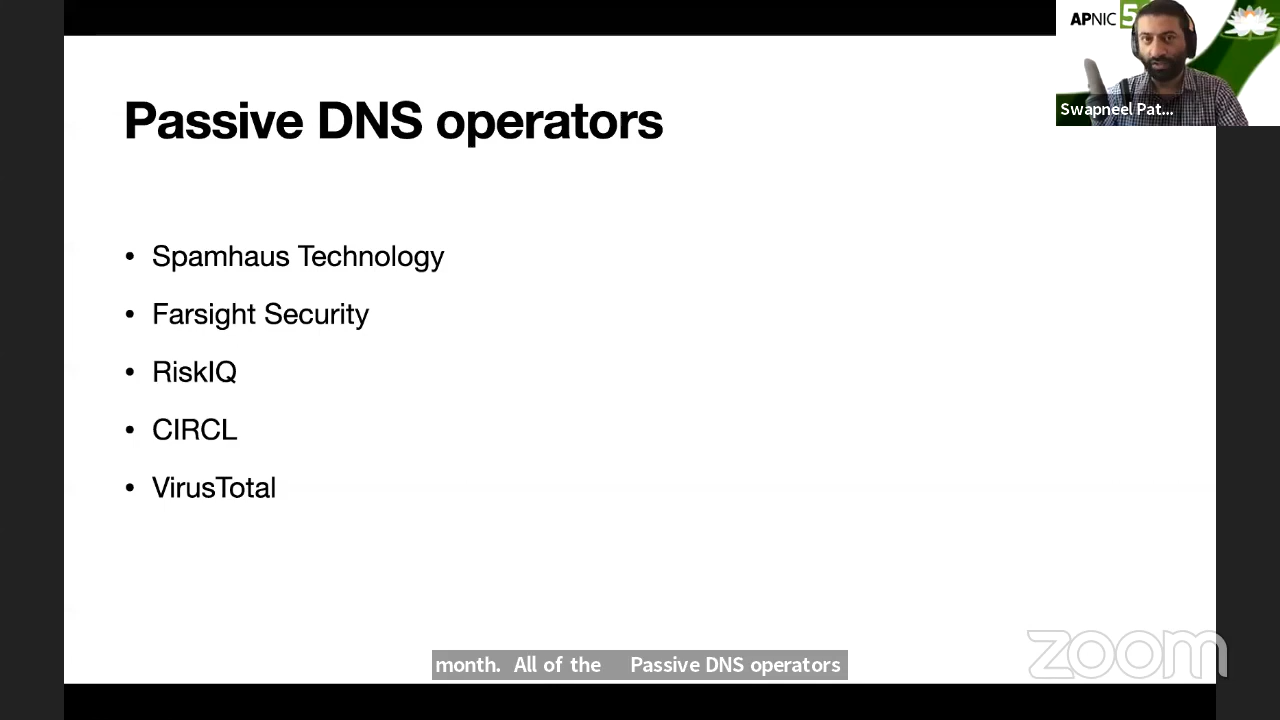 APNIC 5
Swapneel Pat...
Passive DNS operators
• Spamhaus Technology
• Farsight Security
• RiskIQ
• CIRCL
• VirusTotal
month. All of the Passive DNS operators
zoom